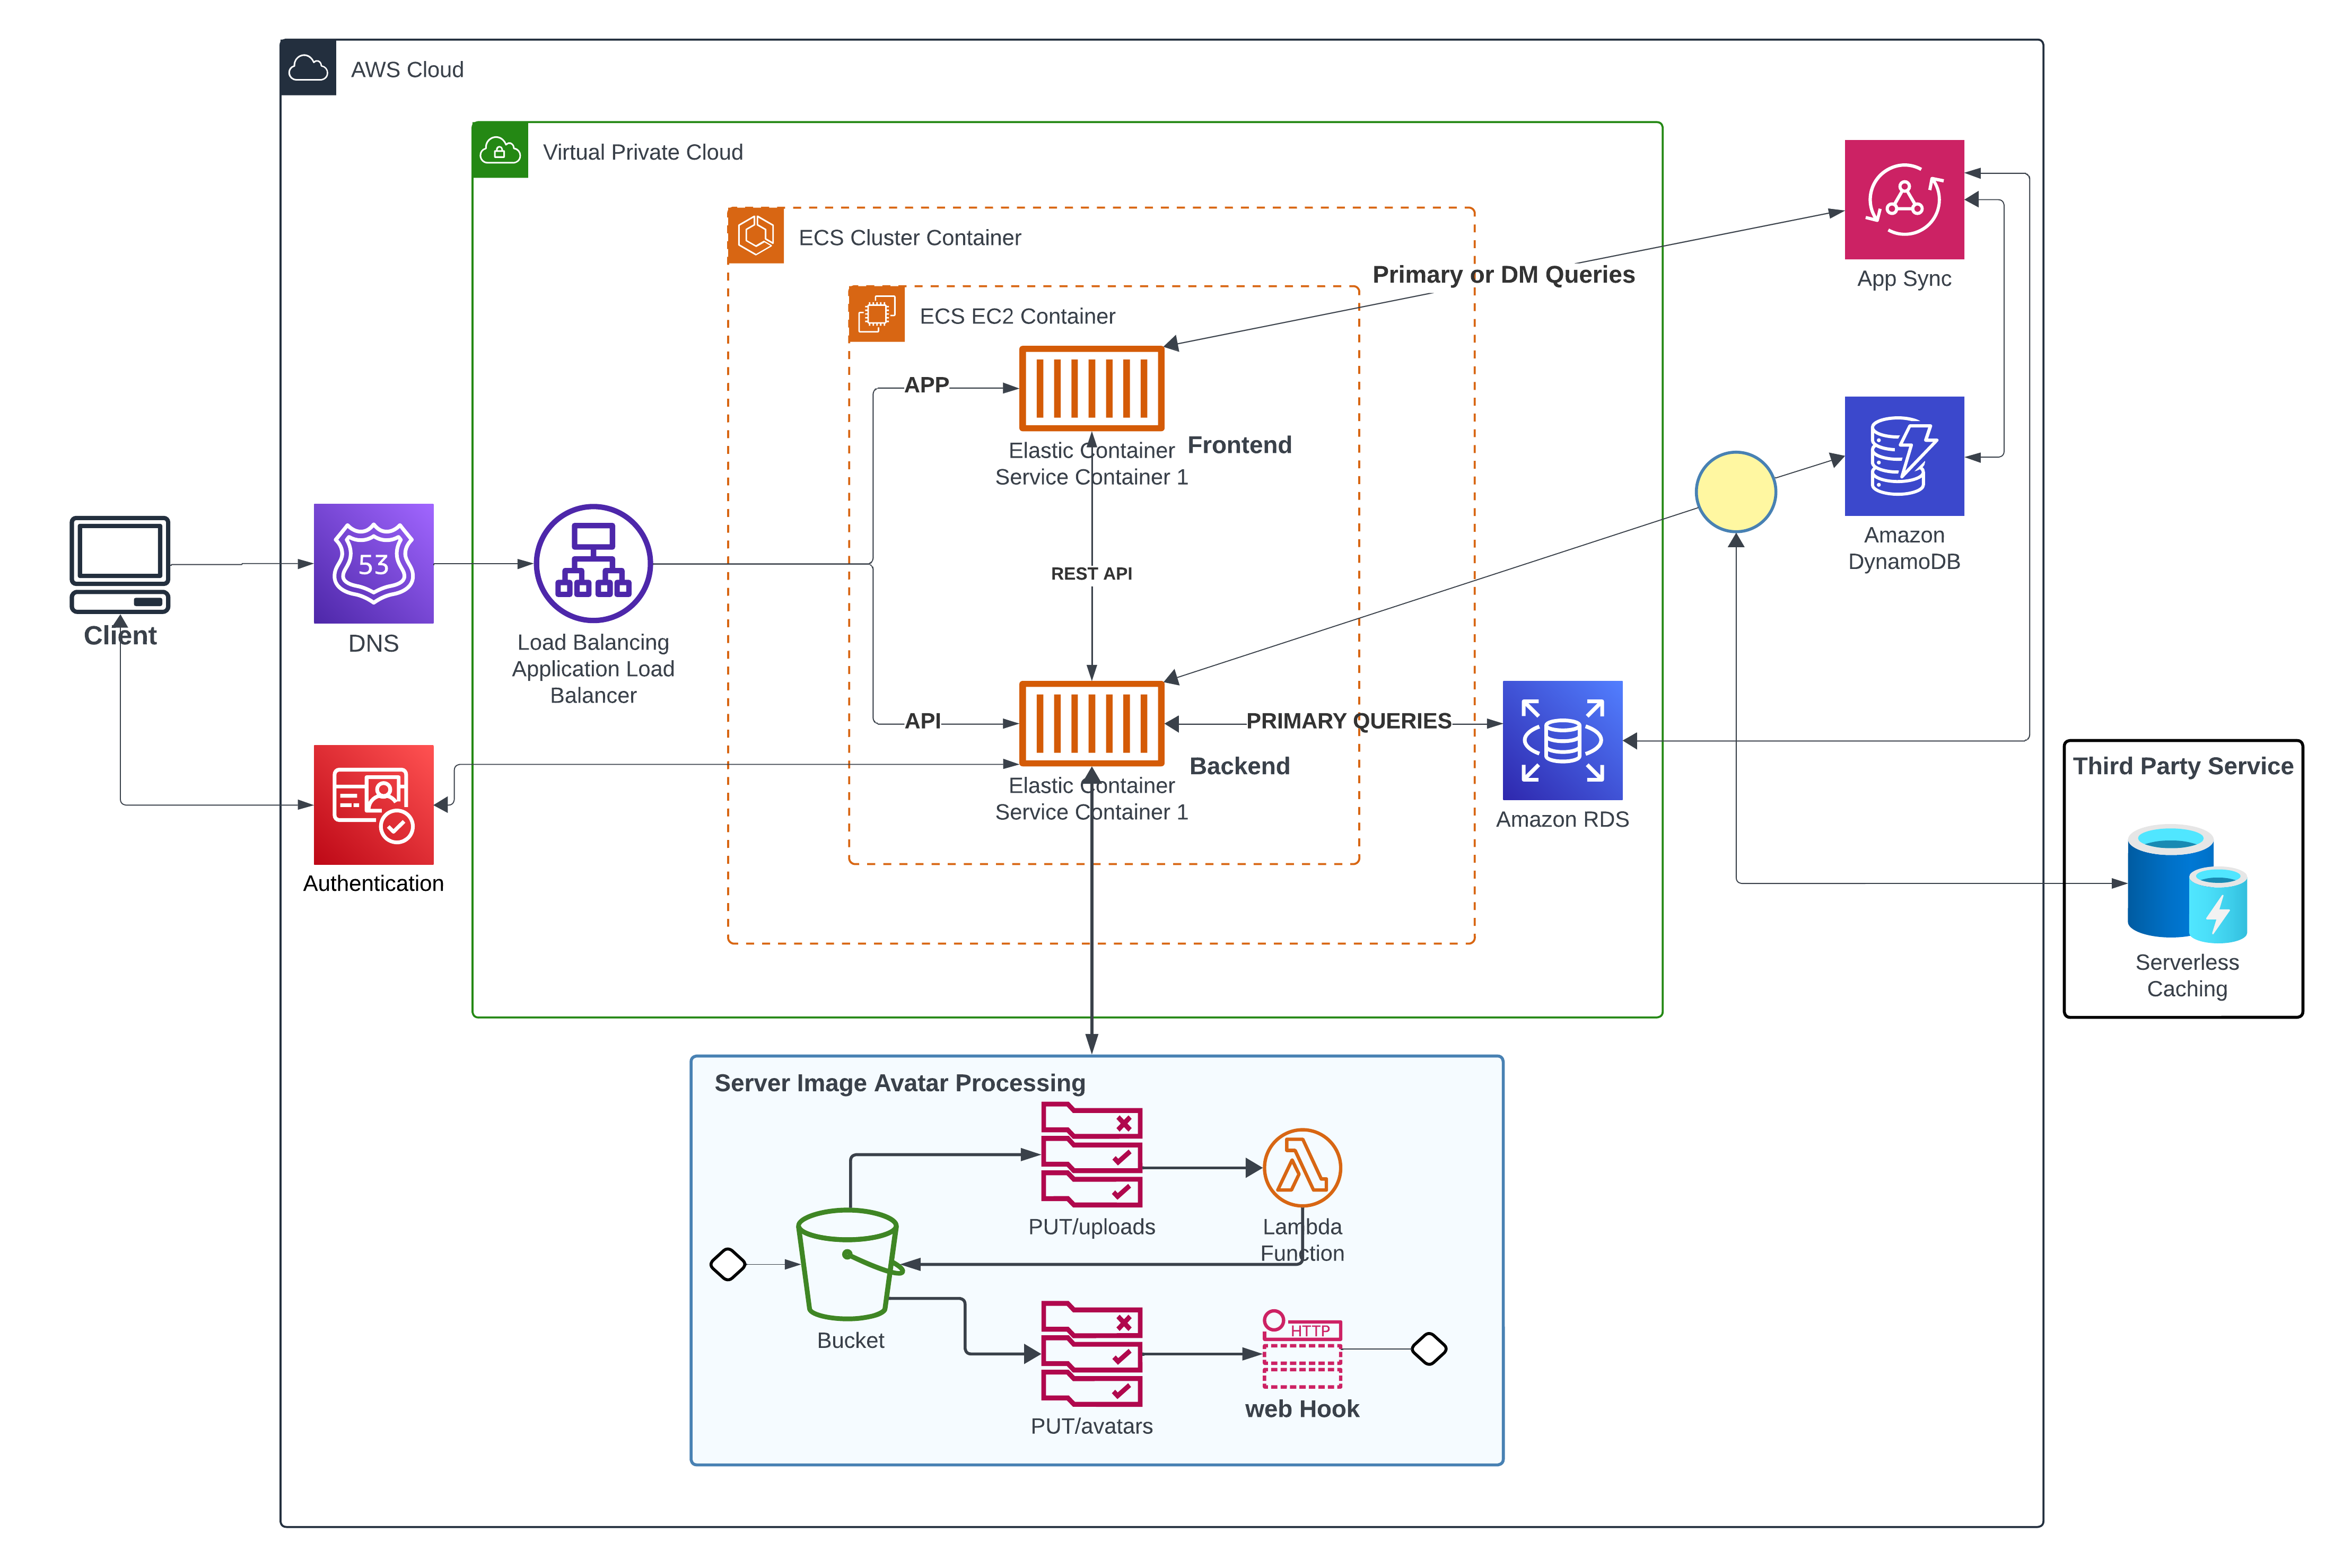 AWS Cloud
Virtual Private Cloud
ECS Cluster Container
ECS EC2 Container
Primary or DM Queries
App Sync
APP
Elastic Container
Service Container 1
Frontend
Amazon
DynamoDB
53
DNS
Client
Load Balancing
Application Load
Balancer
REST API
API
PRIMARY QUERIES
Elastic Container
Service Container 1
Backend
Amazon RDS
Authentication
Third Party Service
Serverless
Caching
Server Image Avatar Processing
PUT/uploads
Lambda
Function
Bucket
PUT/avatars
HTTP
web Hook